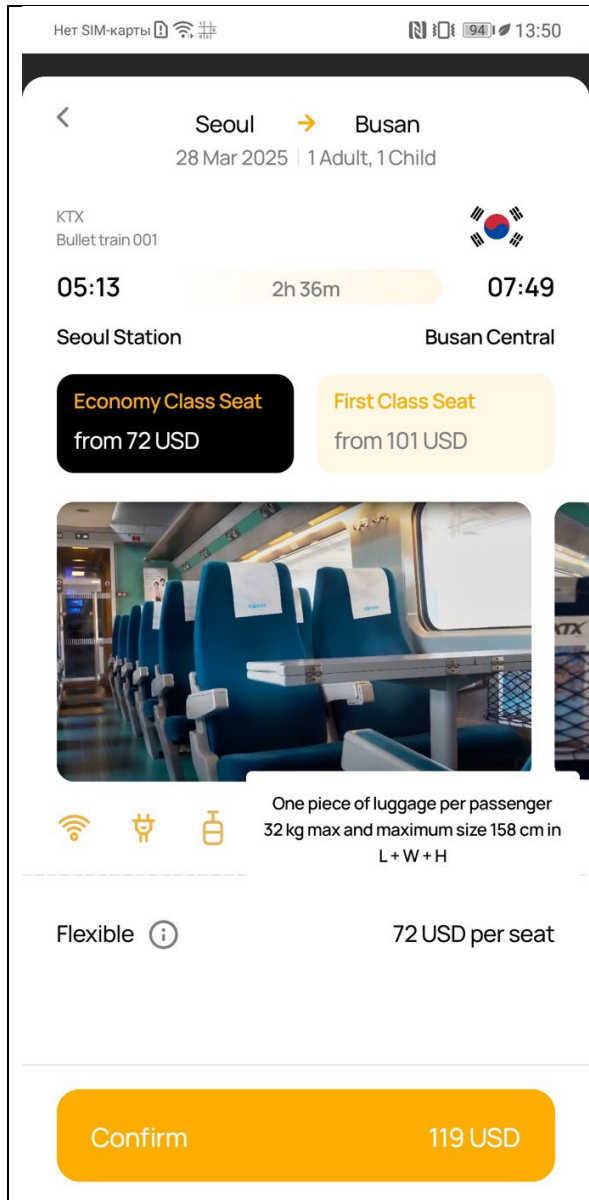 Нет SIM-карты 94 13:50
Seoul → Busan
28 Mar 2025 | 1 Adult, 1 Child
KTX
Bullet train 001
05:13 2h 36m 07:49
Seoul Station Busan Central
Economy Class Seat First Class Seat
from 72 USD from 101 USD
KTX
One piece of luggage per passenger
32 kg max and maximum size 158 cm in
L + W + H
Flexible 72 USD per seat
Confirm 119 USD